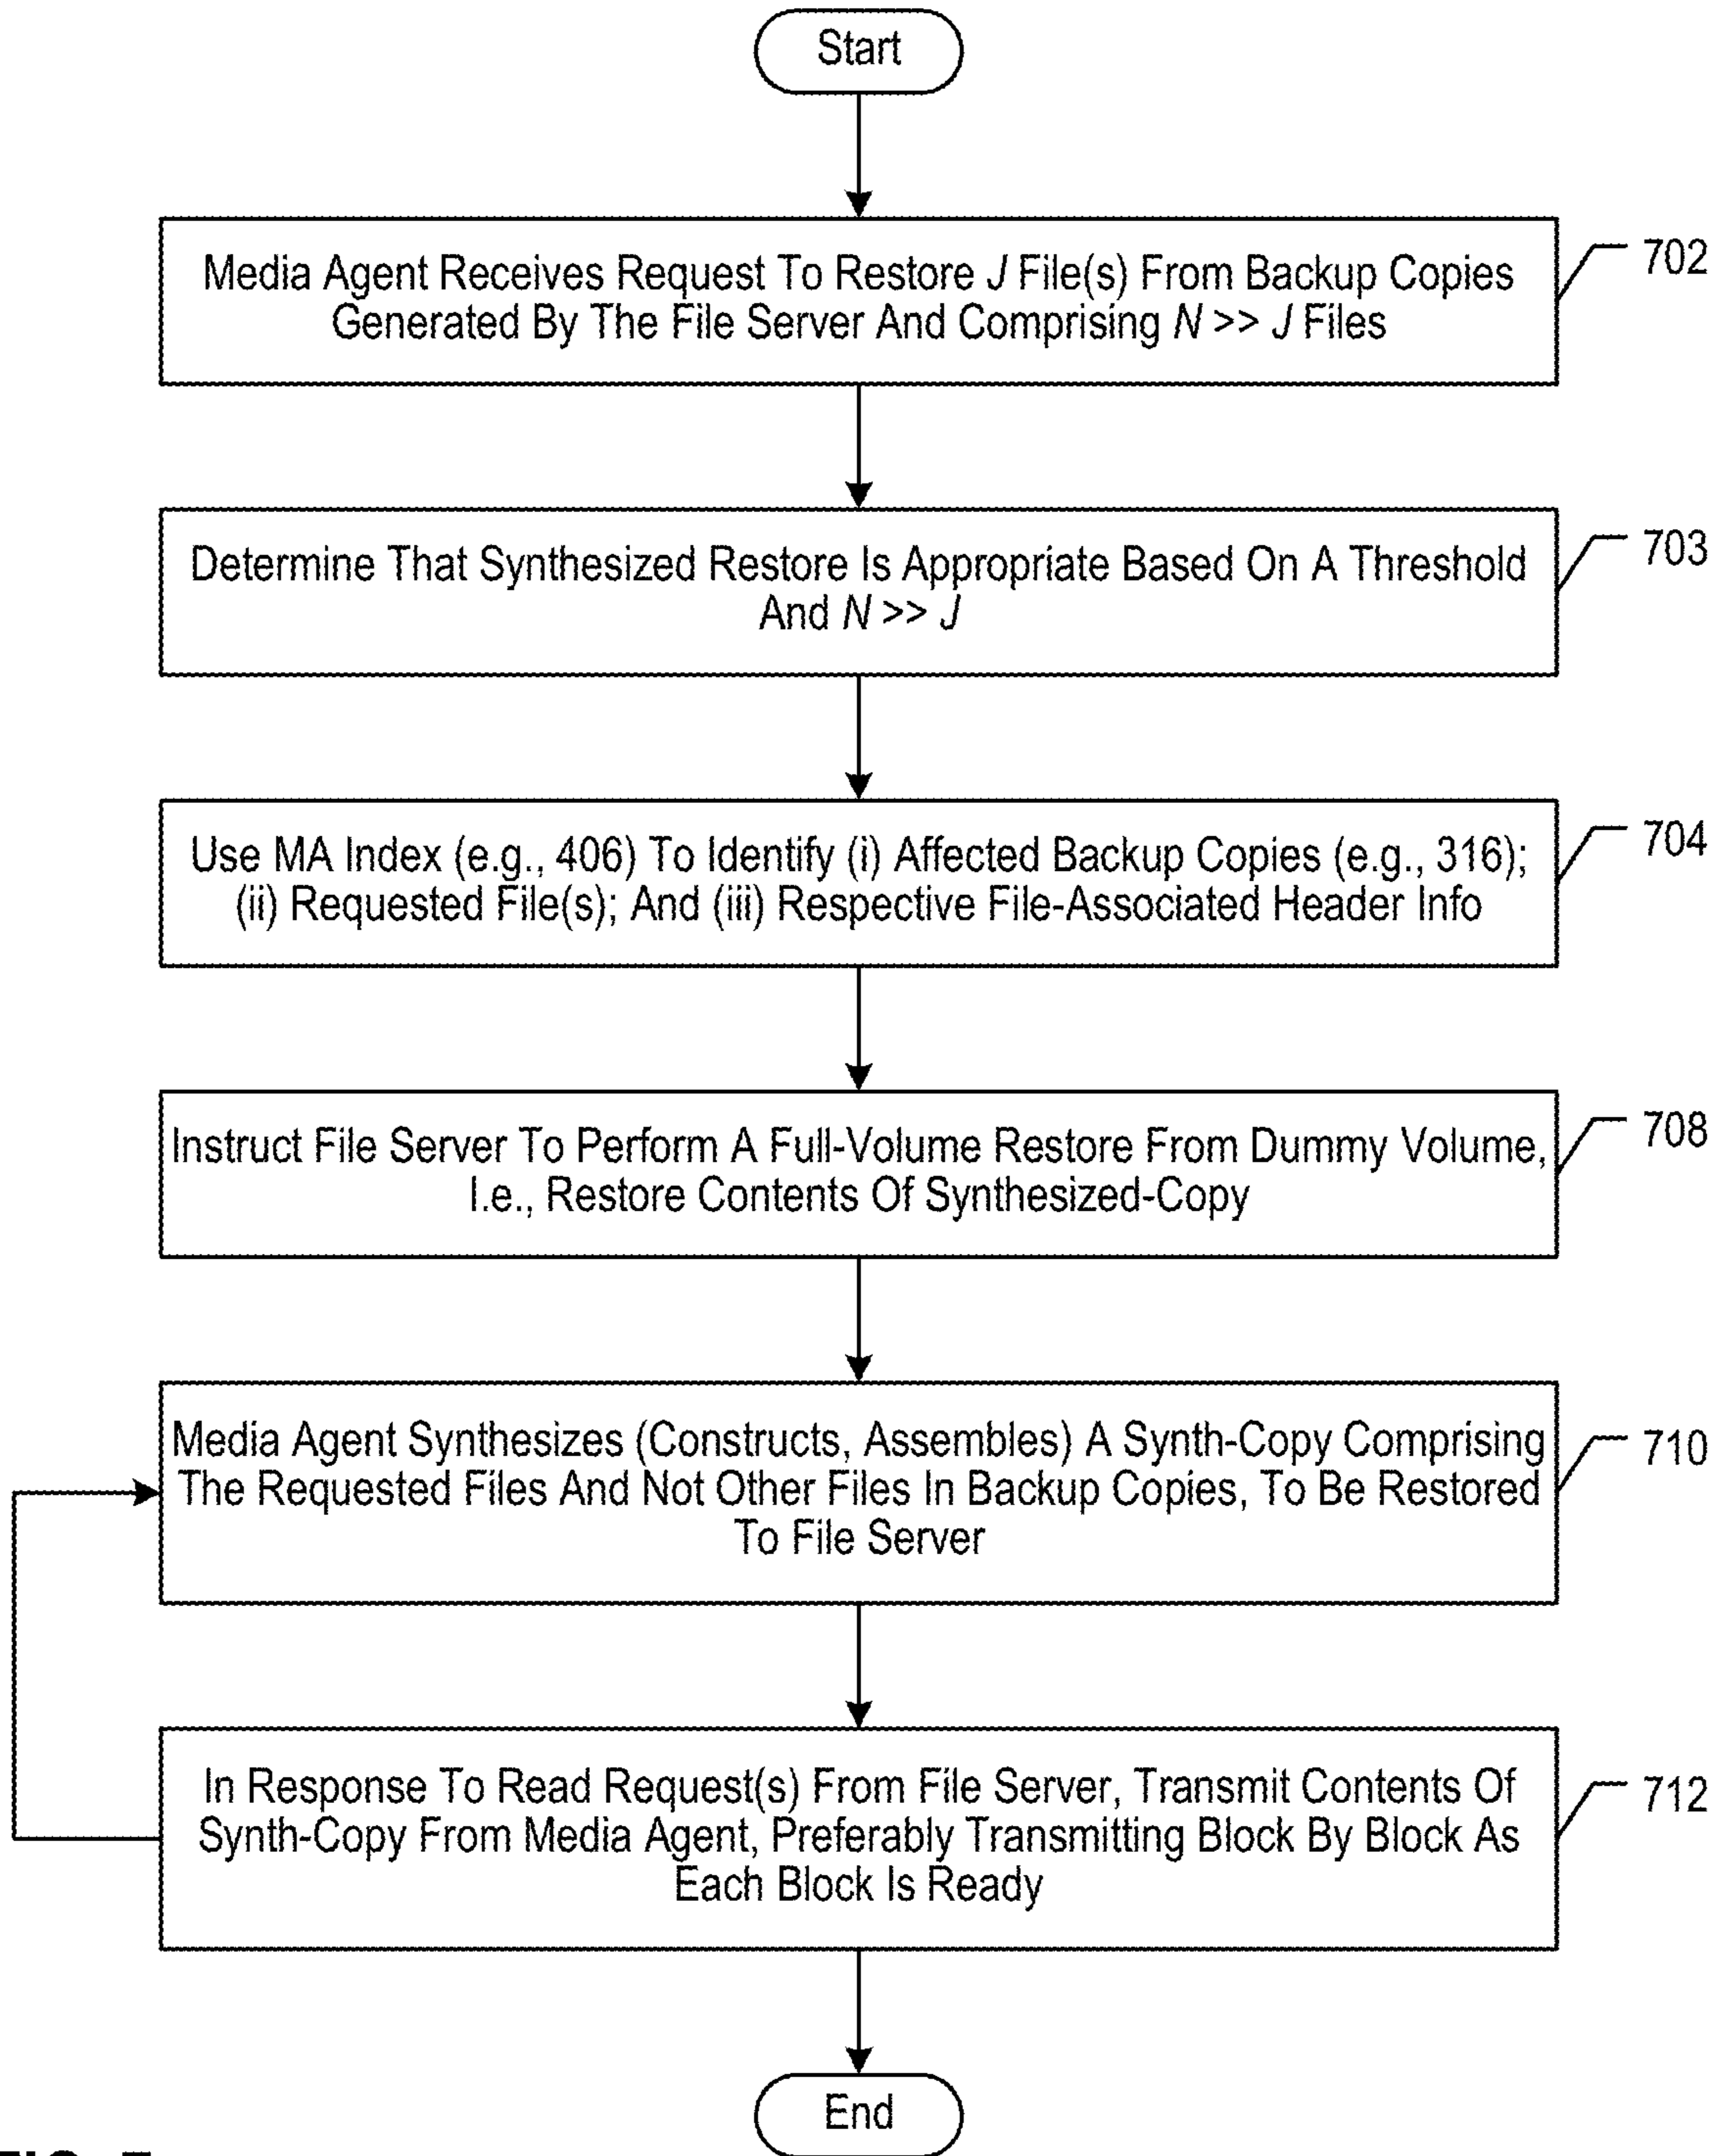 Start
Media Agent Receives Request To Restore J File(s) From Backup Copies
Generated By The File Server And Comprising N >> J Files
702
Determine That Synthesized Restore Is Appropriate Based On A Threshold
And N >> J
703
Use MA Index (e.g., 406) To Identify (i) Affected Backup Copies (e.g., 316);
(ii) Requested File(s); And (iii) Respective File-Associated Header Info
704
Instruct File Server To Perform A Full-Volume Restore From Dummy Volume,
I.e., Restore Contents Of Synthesized-Copy
708
Media Agent Synthesizes (Constructs, Assembles) A Synth-Copy Comprising
The Requested Files And Not Other Files In Backup Copies, To Be Restored
To File Server
710
In Response To Read Request(s) From File Server, Transmit Contents Of
Synth-Copy From Media Agent, Preferably Transmitting Block By Block As
Each Block Is Ready
712
End